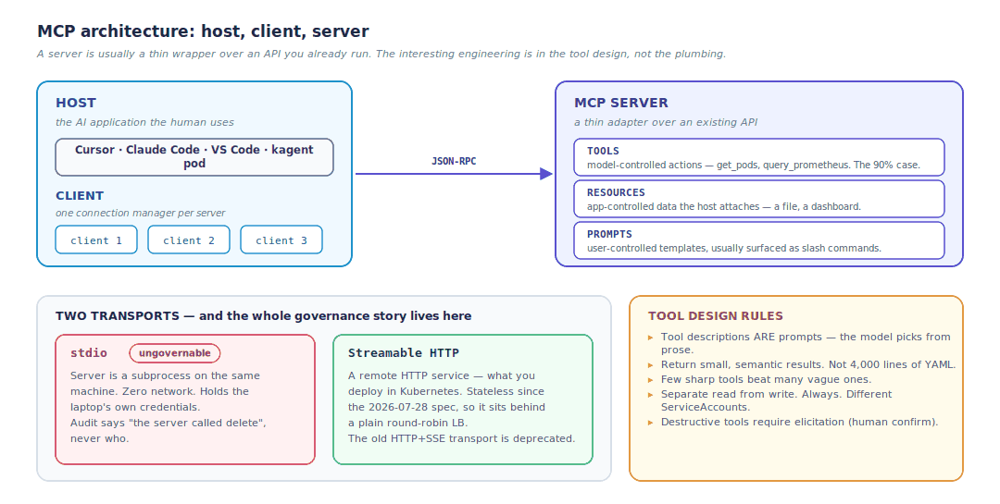 MCP architecture: host, client, server
A server is usually a thin wrapper over an API you already run. The interesting engineering is in the tool design, not the plumbing.
HOST
the AI application the human uses
Cursor · Claude Code · VS Code · kagent
pod
CLIENT
one connection manager per server
client 1
client 2
client 3
JSON-RPC
MCP SERVER
a thin adapter over an existing API
TOOLS
model-controlled actions — get_pods, query_prometheus. The 90% case.
RESOURCES
app-controlled data the host attaches — a file, a dashboard.
PROMPTS
user-controlled templates, usually surfaced as slash commands.
TWO TRANSPORTS — and the whole governance story lives here
stdio
ungovernable
Server is a subprocess on the same
machine. Zero network. Holds the
laptop's own credentials.
Audit says "the server called delete",
never who.
Streamable HTTP
A remote HTTP service — what you
deploy in Kubernetes. Stateless since
the 2026-07-28 spec, so it sits behind
a plain round-robin LB.
The old HTTP+SSE transport is deprecated.
TOOL DESIGN RULES
▸ Tool descriptions ARE prompts — the model picks from
prose.
▸ Return small, semantic results. Not 4,000 lines of YAML.
▸ Few sharp tools beat many vague ones.
▸ Separate read from write. Always. Different
ServiceAccounts.
▸ Destructive tools require elicitation (human confirm).